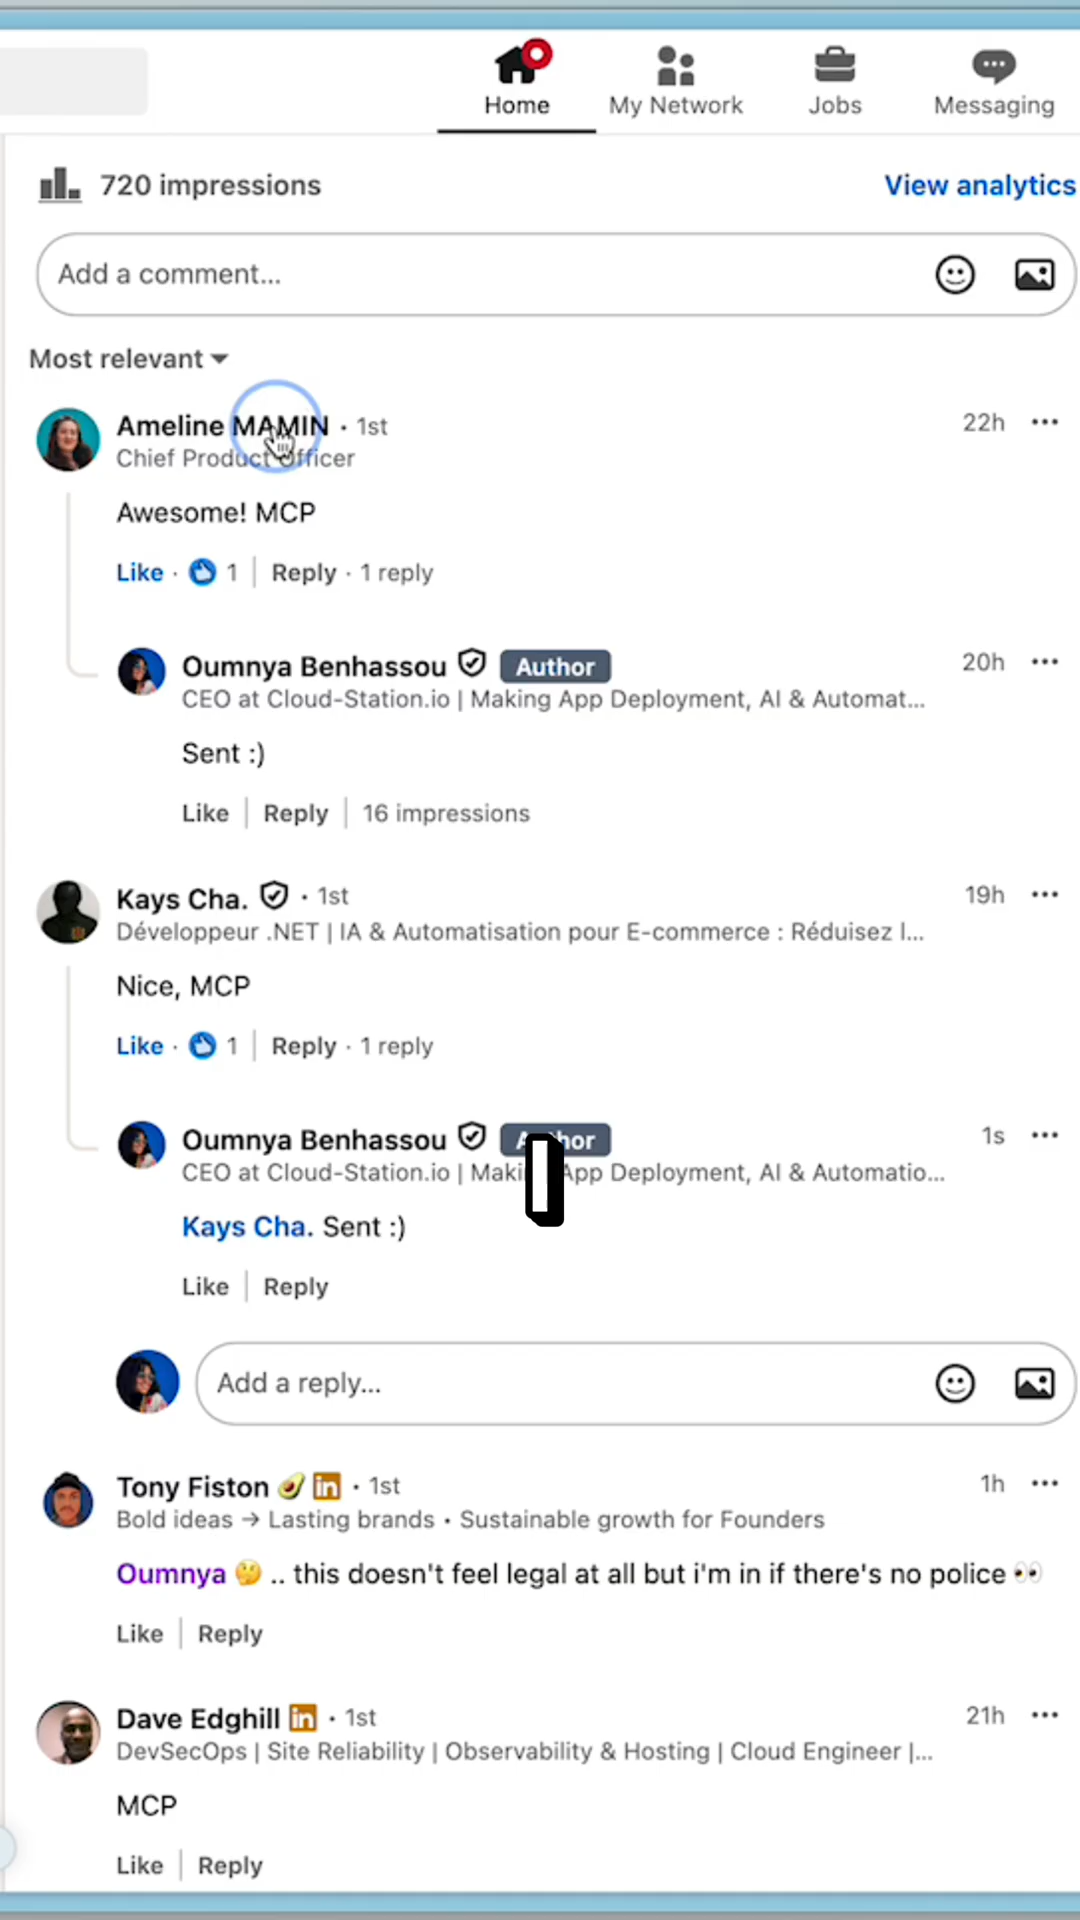 Home
My Network
Jobs
Messaging
720 impressions
View analytics
Add a comment...
Most relevant
Ameline MAMIN · 1st
22h
Chief Product Officer
Awesome! MCP
Like · 1 | Reply · 1 reply
Oumnya Benhassou Author
20h
CEO at Cloud-Station.io | Making App Deployment, AI & Automat...
Sent :)
Like | Reply | 16 impressions
Kays Cha. · 1st
19h
Développeur .NET | IA & Automatisation pour E-commerce : Réduisez l...
Nice, MCP
Like · 1 | Reply · 1 reply
Oumnya Benhassou Author
1s
CEO at Cloud-Station.io | Making App Deployment, AI & Automatio...
Kays Cha. Sent :)
Like | Reply
Add a reply...
Tony Fiston 🥑 in · 1st
1h
Bold ideas → Lasting brands • Sustainable growth for Founders
Oumnya 🤔 .. this doesn't feel legal at all but i'm in if there's no police 👀
Like | Reply
Dave Edghill in · 1st
21h
DevSecOps | Site Reliability | Observability & Hosting | Cloud Engineer |...
MCP
Like | Reply
I